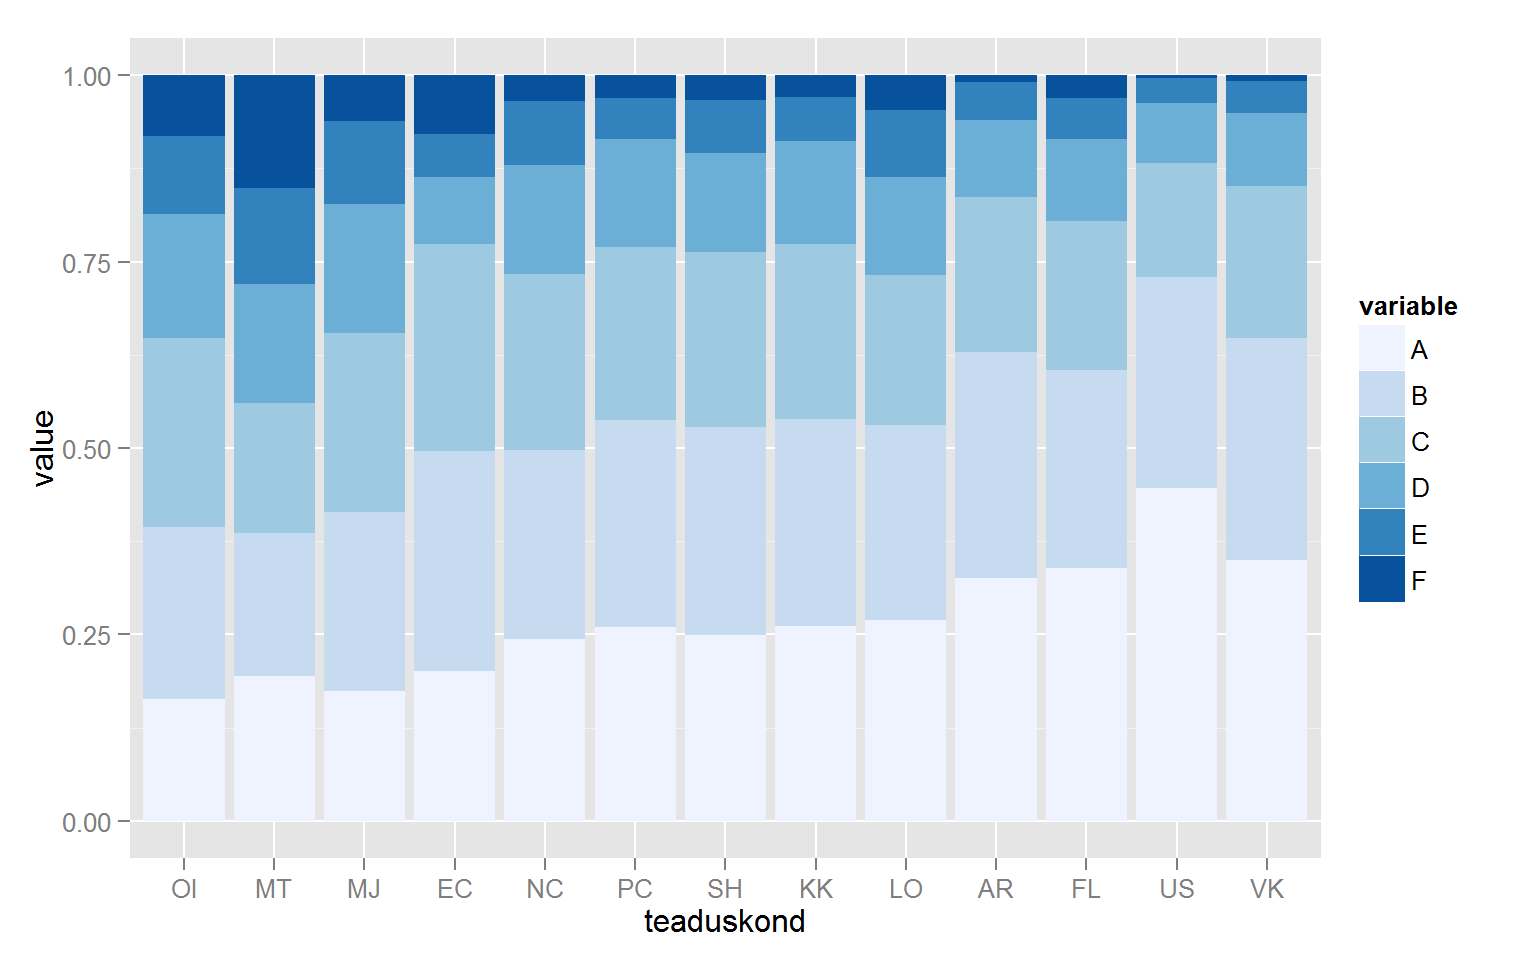 1.00
0.75
0.50
0.25
0.00
value
OI MT MJ EC NC PC SH KK LO AR FL US VK
teaduskond
variable
A
B
C
D
E
F